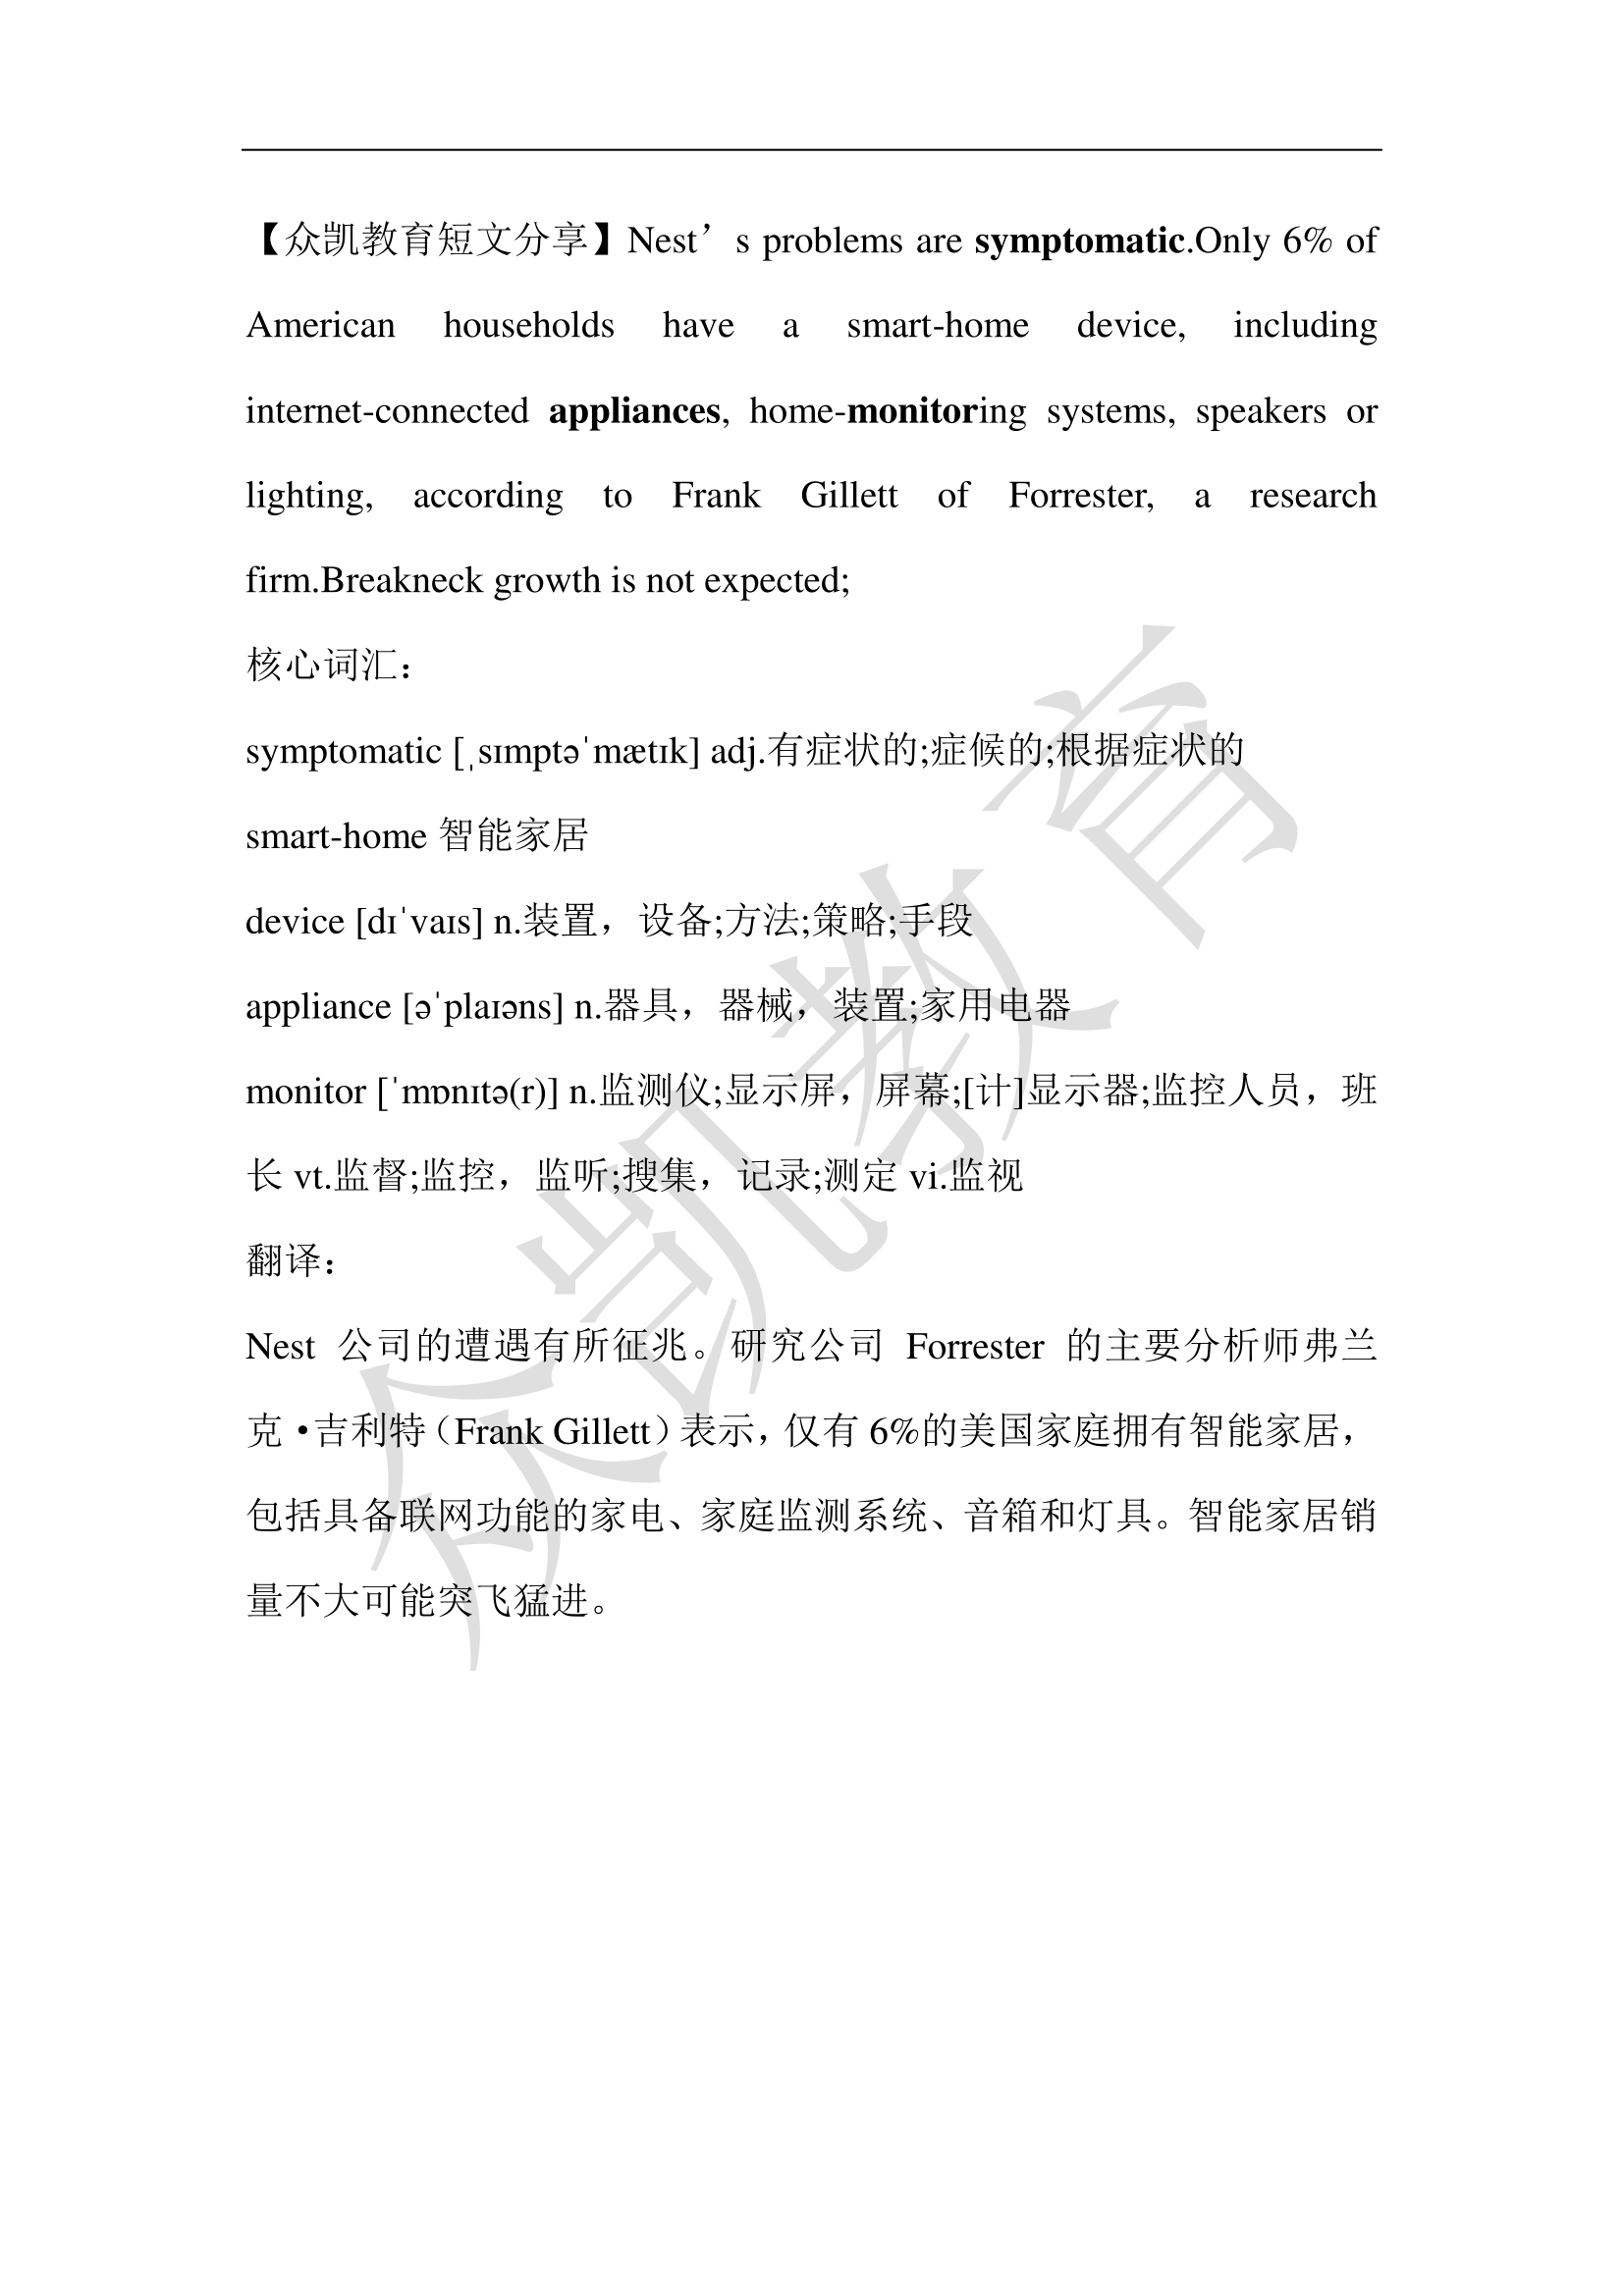 【众凯教育短文分享】Nest’s problems are symptomatic.Only 6% of
American households have a smart-home device, including
internet-connected appliances, home-monitoring systems, speakers or
lighting, according to Frank Gillett of Forrester, a research
firm.Breakneck growth is not expected;
核心词汇：
symptomatic [ˌsɪmptəˈmætɪk] adj.有症状的;症候的;根据症状的
smart-home 智能家居
device [dɪˈvaɪs] n.装置，设备;方法;策略;手段
appliance [əˈplaɪəns] n.器具，器械，装置;家用电器
monitor [ˈmɒnɪtə(r)] n.监测仪;显示屏，屏幕;[计]显示器;监控人员，班
长 vt.监督;监控，监听;搜集，记录;测定 vi.监视
翻译：
Nest 公司的遭遇有所征兆。研究公司 Forrester 的主要分析师弗兰
克·吉利特（Frank Gillett）表示，仅有 6%的美国家庭拥有智能家居，
包括具备联网功能的家电、家庭监测系统、音箱和灯具。智能家居销
量不大可能突飞猛进。
众凯教育